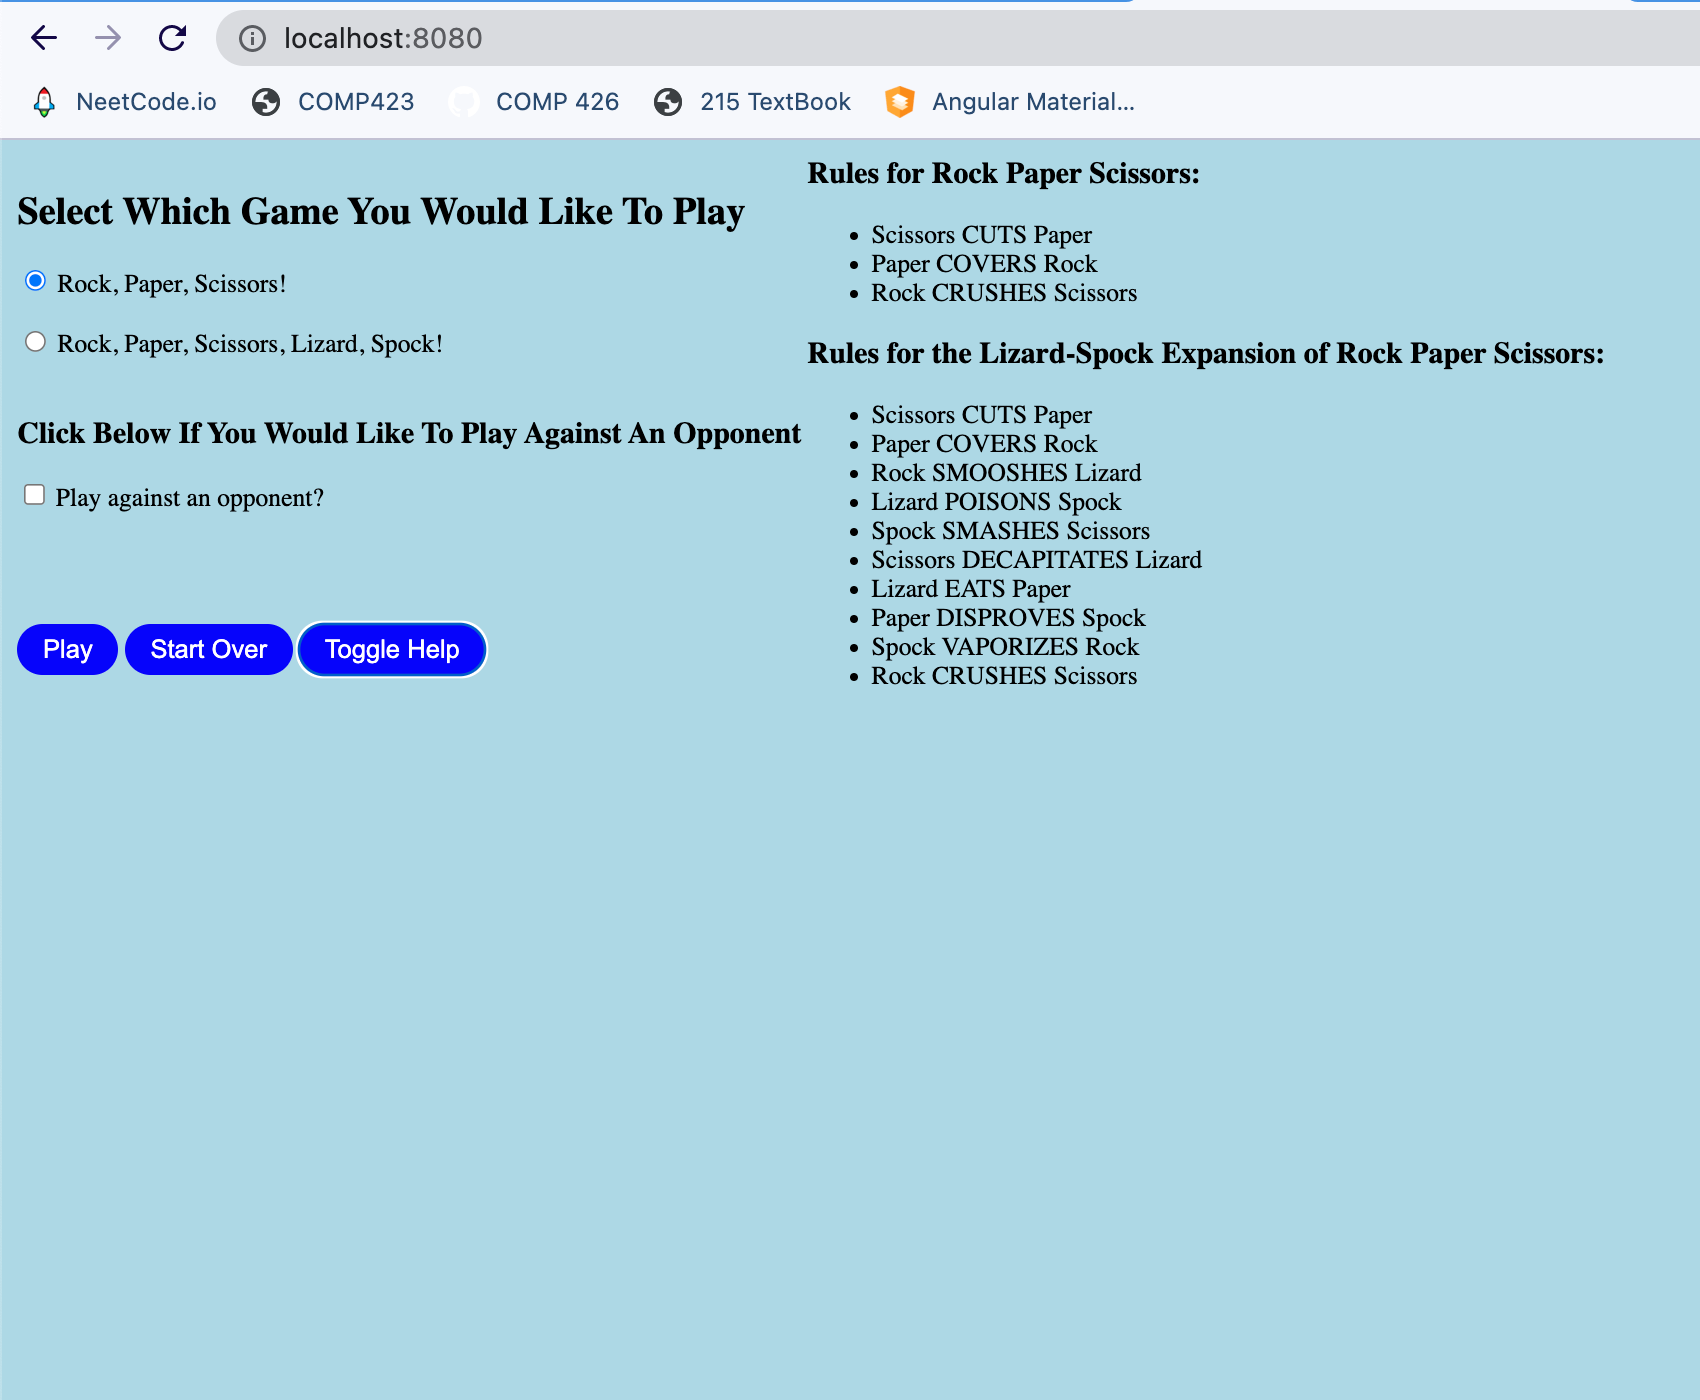 localhost:8080
NeetCode.io COMP423 COMP 426 215 TextBook Angular Material...
Select Which Game You Would Like To Play
Rock, Paper, Scissors!
Rock, Paper, Scissors, Lizard, Spock!
Click Below If You Would Like To Play Against An Opponent
Play against an opponent?
Play Start Over Toggle Help
Rules for Rock Paper Scissors:
Scissors CUTS Paper
Paper COVERS Rock
Rock CRUSHES Scissors
Rules for the Lizard-Spock Expansion of Rock Paper Scissors:
Scissors CUTS Paper
Paper COVERS Rock
Rock SMOOSHES Lizard
Lizard POISONS Spock
Spock SMASHES Scissors
Scissors DECAPITATES Lizard
Lizard EATS Paper
Paper DISPROVES Spock
Spock VAPORIZES Rock
Rock CRUSHES Scissors